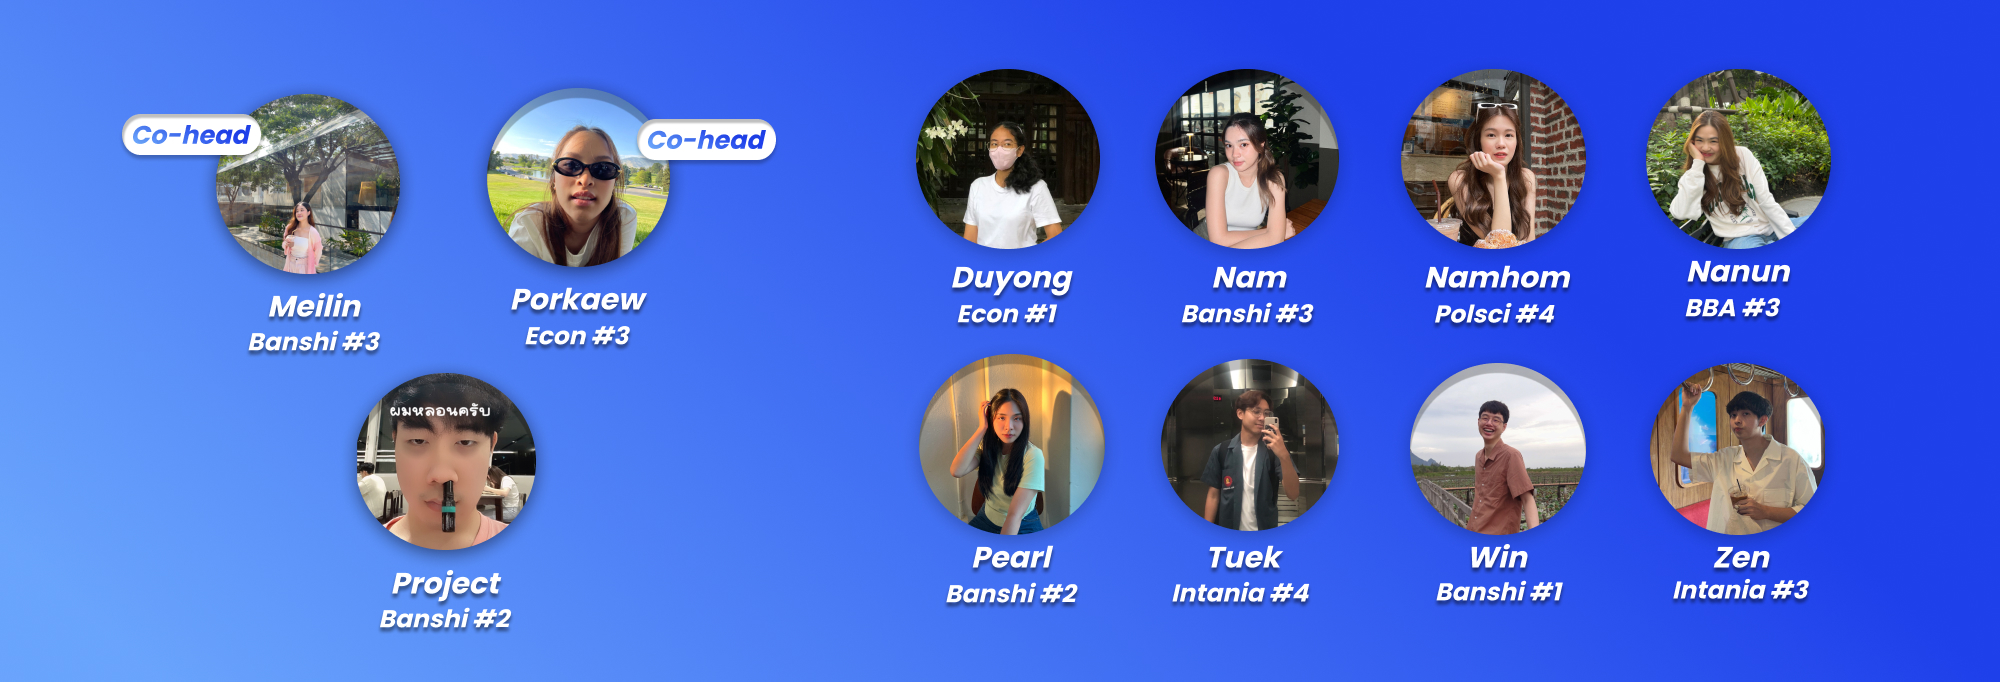 Co-head
Meilin
Banshi #3
Co-head
Porkaew
Econ #3
ผมหลอนครับ
Project
Banshi #2
Duyong
Econ #1
Nam
Banshi #3
Namhom
Polsci #4
Nanun
BBA #3
Pearl
Banshi #2
Tuek
Intania #4
Win
Banshi #1
Zen
Intania #3